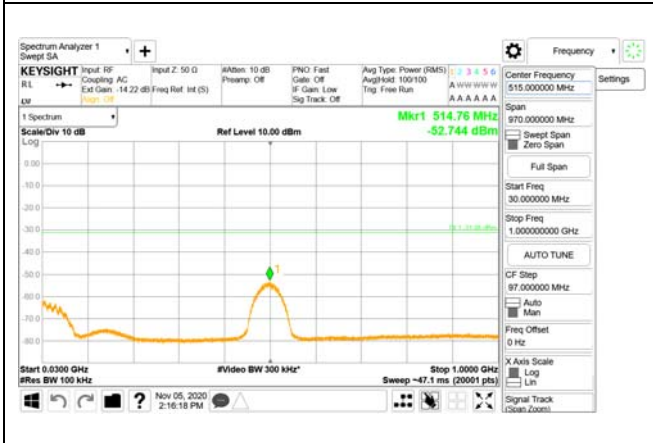 Spectrum Analyzer 1
Swept SA
Frequency
KEYSIGHT
Input: RF
Input Z: 50 Ω
#Atten: 10 dB
PNO: Fast
Avg Type: Power (RMS)
1 2 3 4 5 6
RL
Coupling: AC
Preamp: Off
Gate: Off
Avg|Hold: 100/100
A W W W W W
Ext Gain: -14.22 dB
Freq Ref: Int (S)
IF Gain: Low
Trig: Free Run
Align: Off
Sig Track: Off
A A A A A A
1 Spectrum
Mkr1 514.76 MHz
Scale/Div 10 dB
Ref Level 10.00 dBm
-52.744 dBm
Log
0.00
-10.0
-20.0
-30.0
-40.0
-50.0
1
-60.0
-70.0
-80.0
Start 0.0300 GHz
#Video BW 300 kHz*
Stop 1.0000 GHz
#Res BW 100 kHz
Sweep ~47.1 ms (20001 pts)
?
Nov 05, 2020
2:16:18 PM
Center Frequency
515.000000 MHz
Settings
Span
970.000000 MHz
Swept Span
Zero Span
Full Span
Start Freq
30.000000 MHz
Stop Freq
1.000000000 GHz
AUTO TUNE
CF Step
97.000000 MHz
Auto
Man
Freq Offset
0 Hz
X Axis Scale
Log
Lin
Signal Track
(Span Zoom)